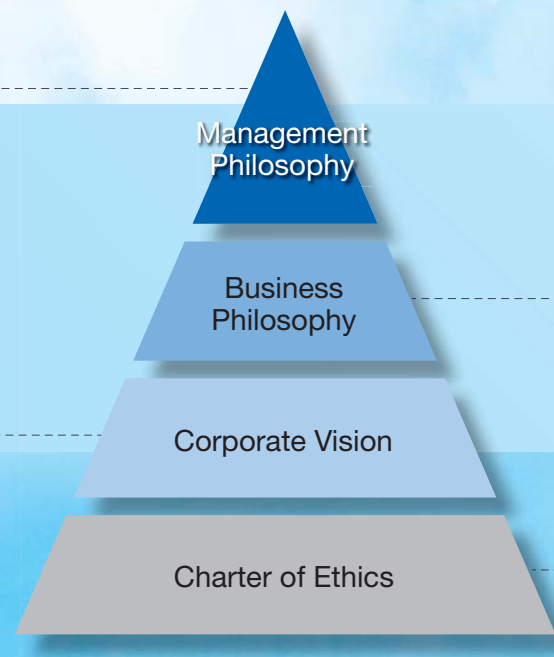 Management
Philosophy
Business
Philosophy
Corporate Vision
Charter of Ethics